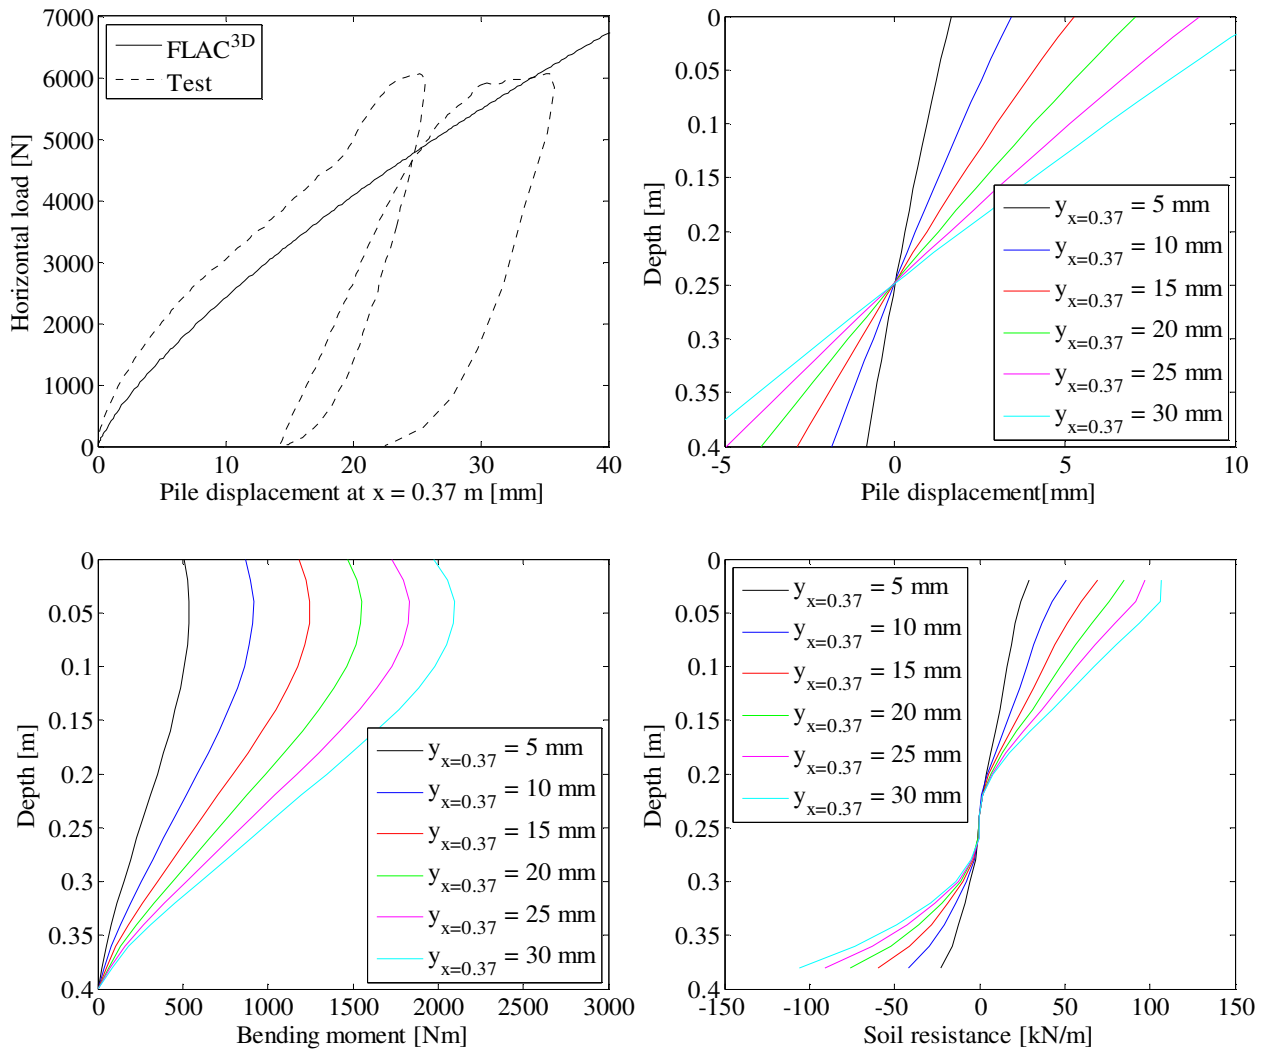 7000
6000
5000
4000
3000
2000
1000
0
0
10
20
30
40
Horizontal load [N]
Pile displacement at x = 0.37 m [mm]
FLAC3D
Test
0
0.05
0.1
0.15
0.2
0.25
0.3
0.35
0.4
-5
0
5
10
Depth [m]
Pile displacement[mm]
yx=0.37 = 5 mm
yx=0.37 = 10 mm
yx=0.37 = 15 mm
yx=0.37 = 20 mm
yx=0.37 = 25 mm
yx=0.37 = 30 mm
0
0.05
0.1
0.15
0.2
0.25
0.3
0.35
0.4
0
500
1000
1500
2000
2500
3000
Depth [m]
Bending moment [Nm]
yx=0.37 = 5 mm
yx=0.37 = 10 mm
yx=0.37 = 15 mm
yx=0.37 = 20 mm
yx=0.37 = 25 mm
yx=0.37 = 30 mm
0
0.05
0.1
0.15
0.2
0.25
0.3
0.35
0.4
-150
-100
-50
0
50
100
150
Depth [m]
Soil resistance [kN/m]
yx=0.37 = 5 mm
yx=0.37 = 10 mm
yx=0.37 = 15 mm
yx=0.37 = 20 mm
yx=0.37 = 25 mm
yx=0.37 = 30 mm